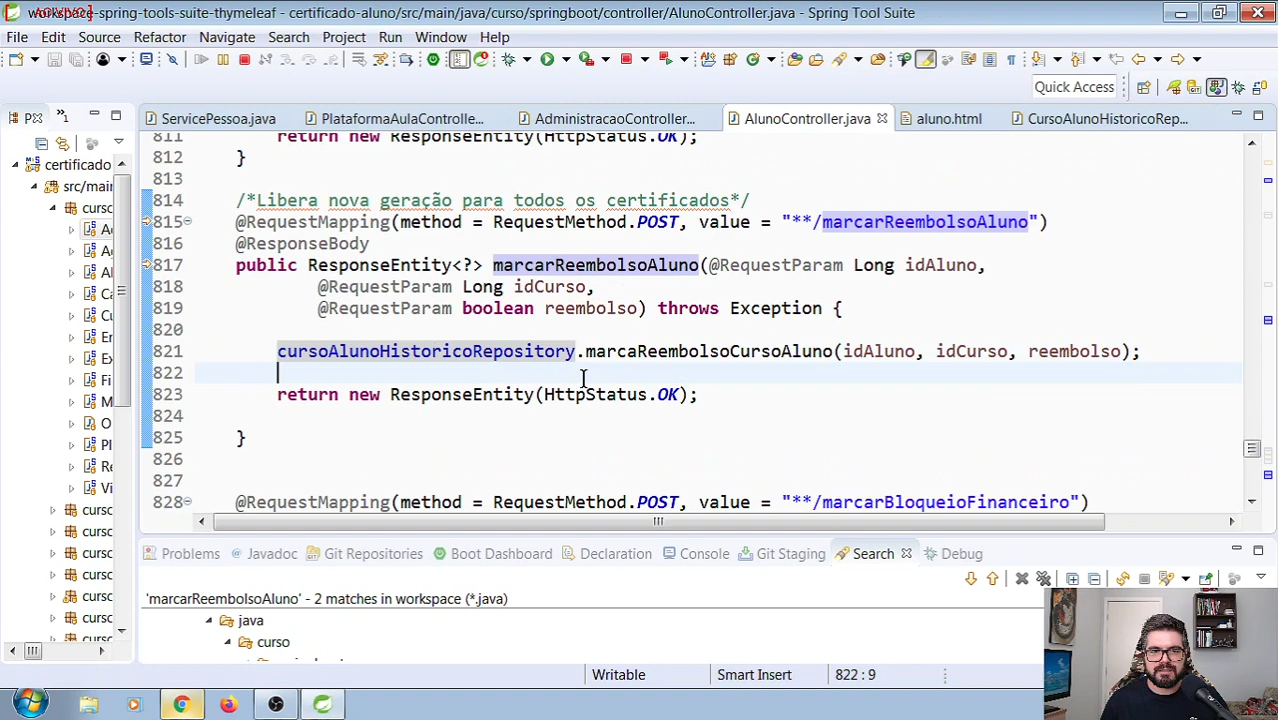 AO VIVO
workspace-spring-tools-suite-thymeleaf - certificado-aluno/src/main/java/curso/springboot/controller/AlunoController.java - Spring Tool Suite
File Edit Source Refactor Navigate Search Project Run Window Help
Quick Access
ServicePessoa.java PlataformaAulaControlle... AdministracaoController... AlunoController.java aluno.html CursoAlunoHistoricoRep...
certificado
src/main
curso
811 return new ResponseEntity(HttpStatus.OK);
812 }
813
814 /*Libera nova geração para todos os certificados*/
815 @RequestMapping(method = RequestMethod.POST, value = "**/marcarReembolsoAluno")
816 @ResponseBody
817 public ResponseEntity<?> marcarReembolsoAluno(@RequestParam Long idAluno,
818 @RequestParam Long idCurso,
819 @RequestParam boolean reembolso) throws Exception {
820
821 cursoAlunoHistoricoRepository.marcaReembolsoCursoAluno(idAluno, idCurso, reembolso);
822
823 return new ResponseEntity(HttpStatus.OK);
824
825 }
826
827
828 @RequestMapping(method = RequestMethod.POST, value = "**/marcarBloqueioFinanceiro")
Problems Javadoc Git Repositories Boot Dashboard Declaration Console Git Staging Search Debug
'marcarReembolsoAluno' - 2 matches in workspace (*.java)
java
curso
Writable Smart Insert 822 : 9